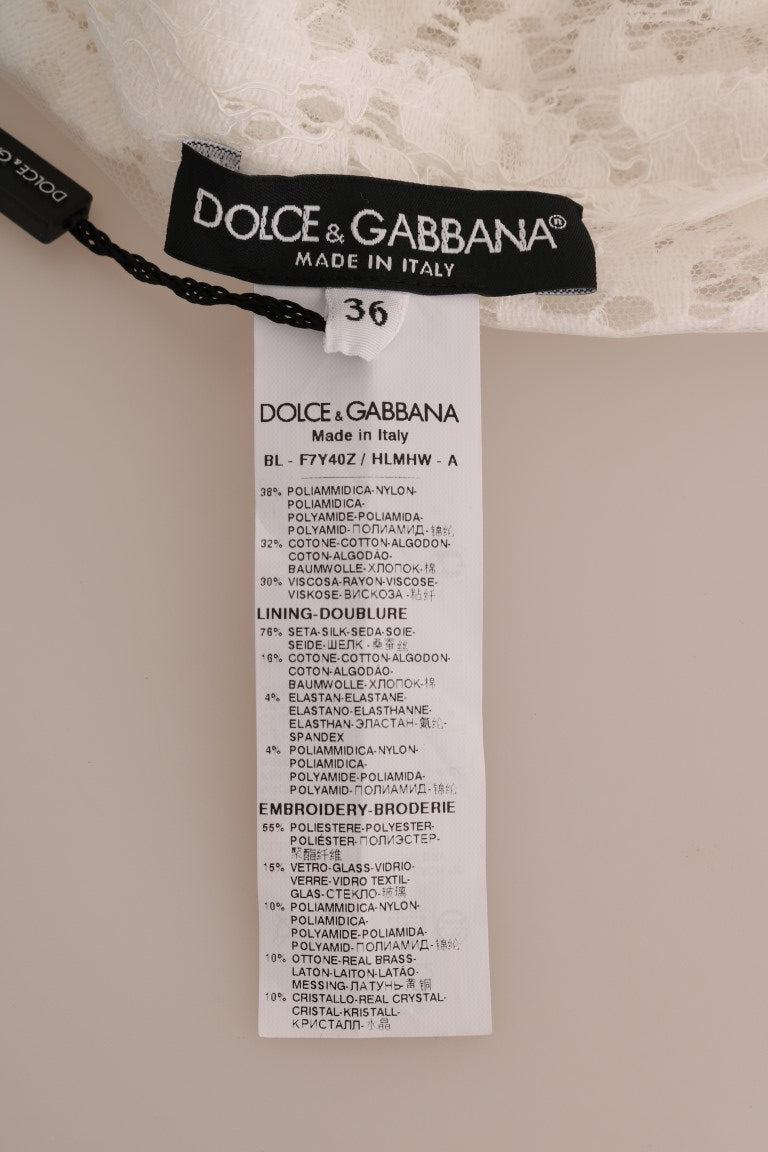 DOLCE & G
DOLCE & GABBANA®
MADE IN ITALY
36
DOLCE & GABBANA
Made in Italy
BL - F7Y40Z / HLMHW - A
38% POLIAMMIDICA-NYLON-
POLIAMIDICA-
POLYAMIDE-POLIAMIDA-
POLYAMID-ПОЛИАМИД-锦纶
32% COTONE-COTTON-ALGODON-
COTON-ALGODÃO-
BAUMWOLLE-ХЛОПОК-棉
30% VISCOSA-RAYON-VISCOSE-
VISKOSE-ВИСКОЗА-粘纤
LINING-DOUBLURE
76% SETA-SILK-SEDA-SOIE-
SEIDE-ШЕЛК-桑蚕丝
16% COTONE-COTTON-ALGODON-
COTON-ALGODÃO-
BAUMWOLLE-ХЛОПОК-棉
4% ELASTAN-ELASTANE-
ELASTANO-ELASTHANNE-
ELASTHAN-ЭЛАСТАН-氨纶-
SPANDEX
4% POLIAMMIDICA-NYLON-
POLIAMIDICA-
POLYAMIDE-POLIAMIDA-
POLYAMID-ПОЛИАМИД-锦纶
EMBROIDERY-BRODERIE
55% POLIESTERE-POLYESTER-
POLIÉSTER-ПОЛИЭСТЕР-
聚酯纤维
15% VETRO-GLASS-VIDRIO-
VERRE-VIDRO TEXTIL-
GLAS-СТЕКЛО-玻璃
10% POLIAMMIDICA-NYLON-
POLIAMIDICA-
POLYAMIDE-POLIAMIDA-
POLYAMID-ПОЛИАМИД-锦纶
10% OTTONE-REAL BRASS-
LATÓN-LAITON-LATÃO-
MESSING-ЛАТУНЬ-黄铜
10% CRISTALLO-REAL CRYSTAL-
CRISTAL-KRISTALL-
КРИСТАЛЛ-水晶